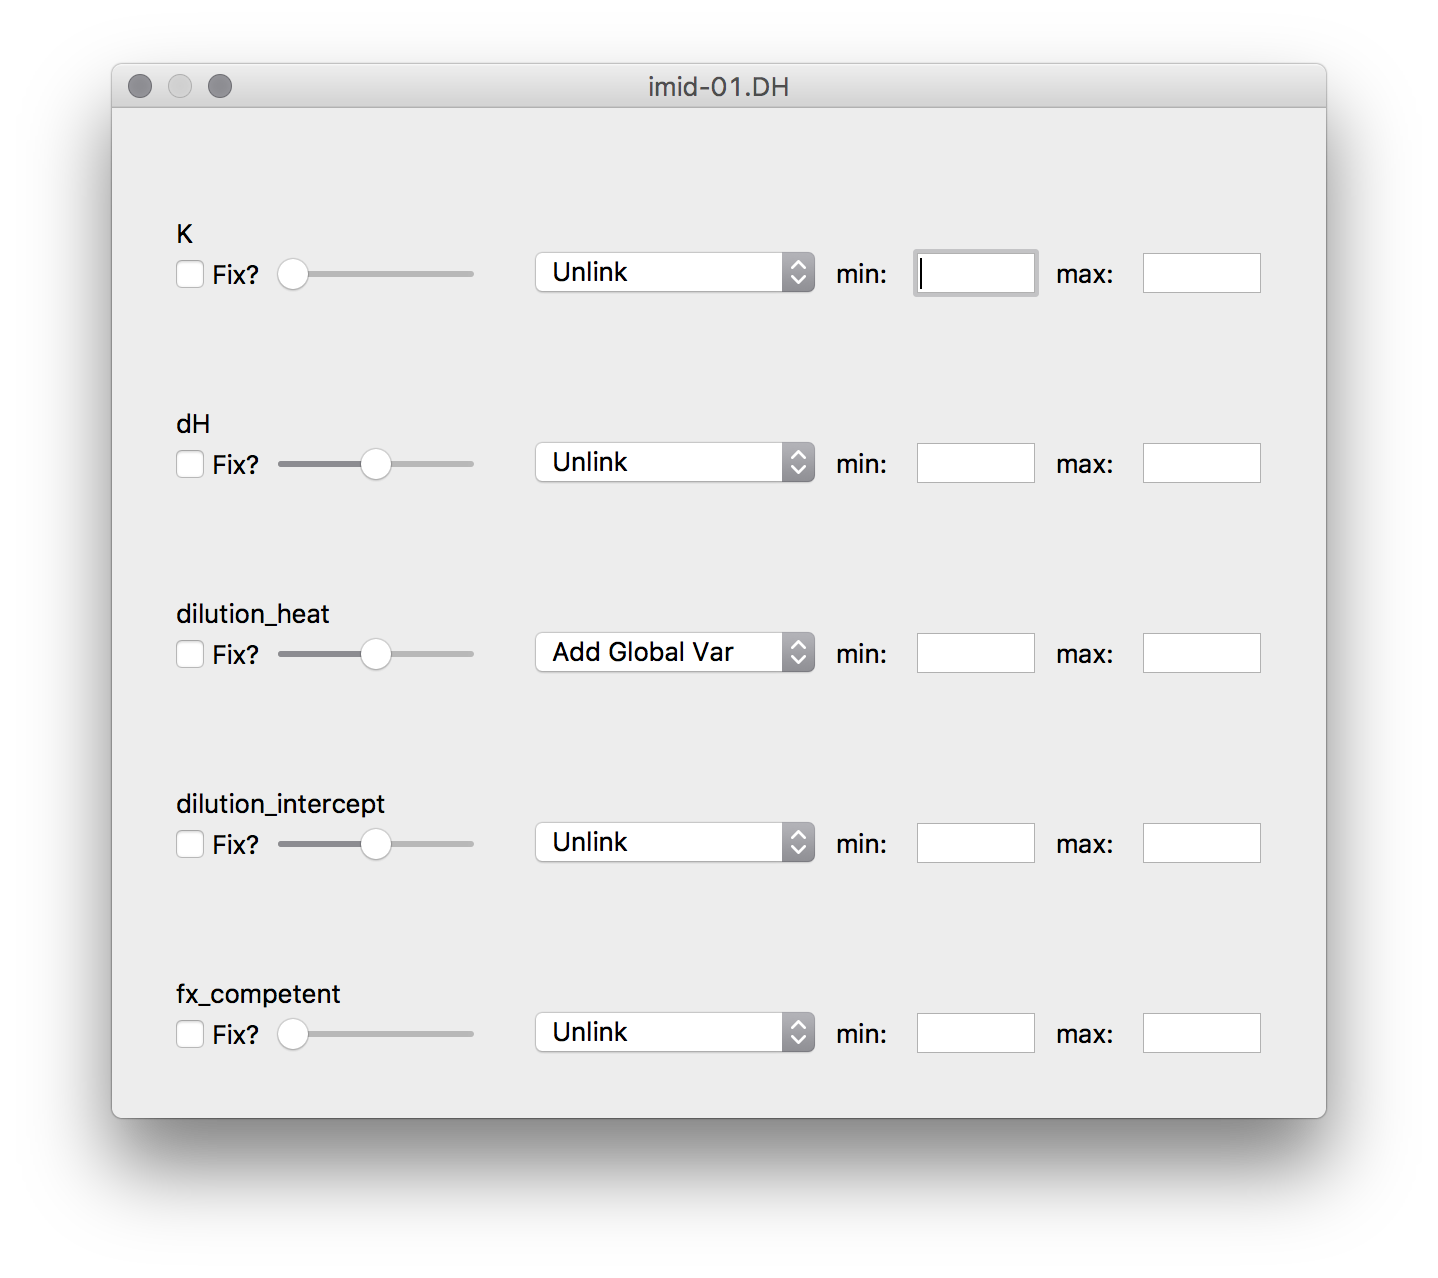 imid-01.DH
K
Fix? Unlink min: max:
dH
Fix? Unlink min: max:
dilution_heat
Fix? Add Global Var min: max:
dilution_intercept
Fix? Unlink min: max:
fx_competent
Fix? Unlink min: max: